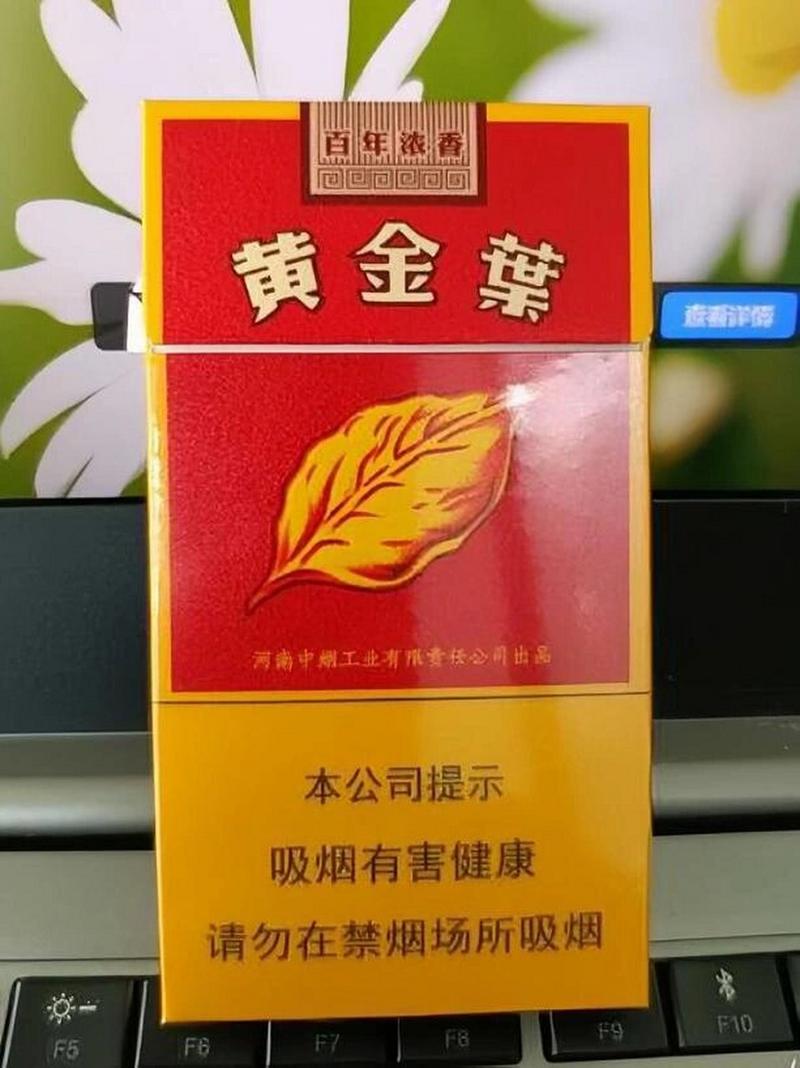 百年浓香
黄金葉
查看详情
河南中烟工业有限责任公司出品
本公司提示
吸烟有害健康
请勿在禁烟场所吸烟
F5
F6
F7
F8
F9
F10